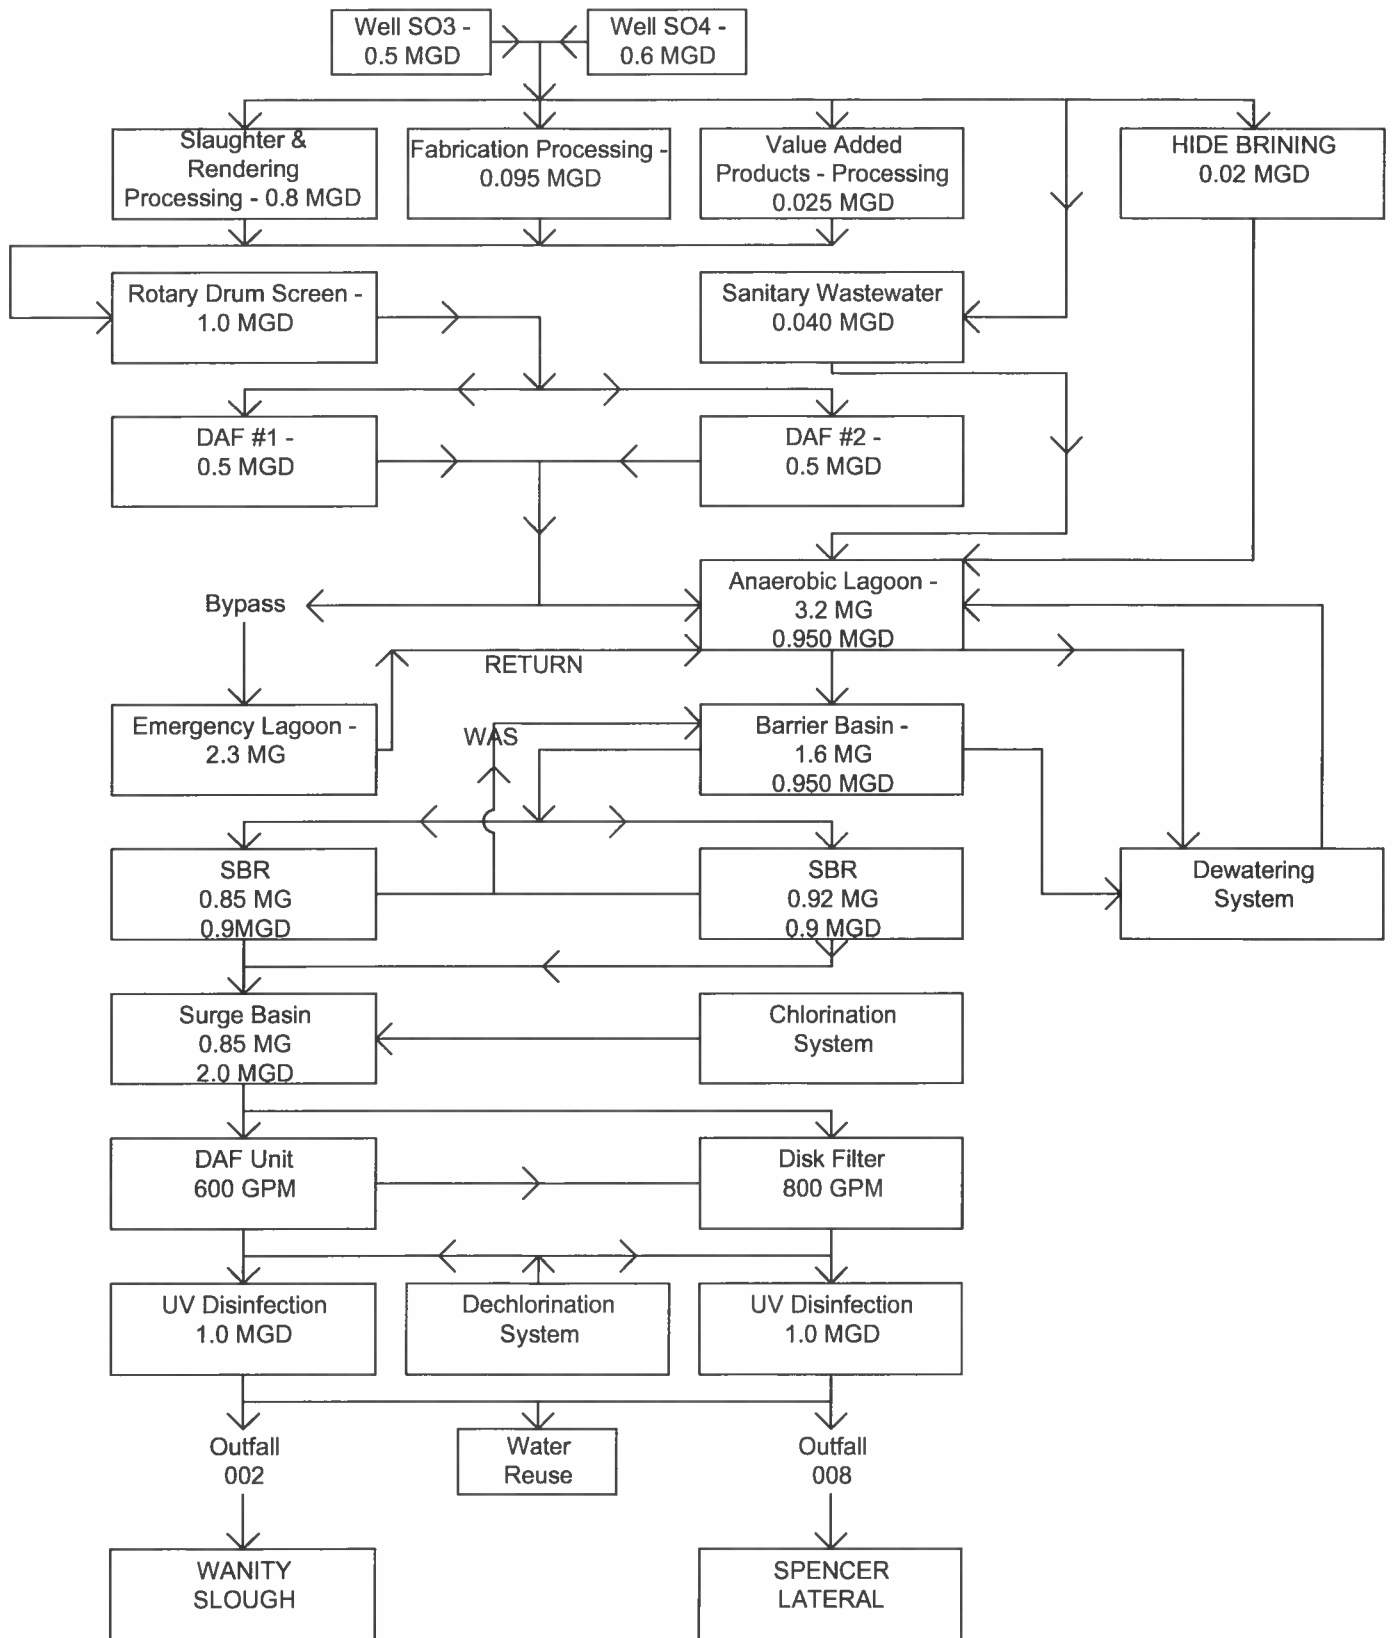 Well SO3 -
0.5 MGD
Well SO4 -
0.6 MGD
Slaughter &
Rendering
Processing - 0.8 MGD
Fabrication Processing -
0.095 MGD
Value Added
Products - Processing
0.025 MGD
HIDE BRINING
0.02 MGD
Rotary Drum Screen -
1.0 MGD
Sanitary Wastewater
0.040 MGD
DAF #1 -
0.5 MGD
DAF #2 -
0.5 MGD
Bypass
Anaerobic Lagoon -
3.2 MG
0.950 MGD
RETURN
Emergency Lagoon -
2.3 MG
WAS
Barrier Basin -
1.6 MG
0.950 MGD
SBR
0.85 MG
0.9MGD
SBR
0.92 MG
0.9 MGD
Dewatering
System
Surge Basin
0.85 MG
2.0 MGD
Chlorination
System
DAF Unit
600 GPM
Disk Filter
800 GPM
UV Disinfection
1.0 MGD
Dechlorination
System
UV Disinfection
1.0 MGD
Outfall
002
Water
Reuse
Outfall
008
WANITY
SLOUGH
SPENCER
LATERAL